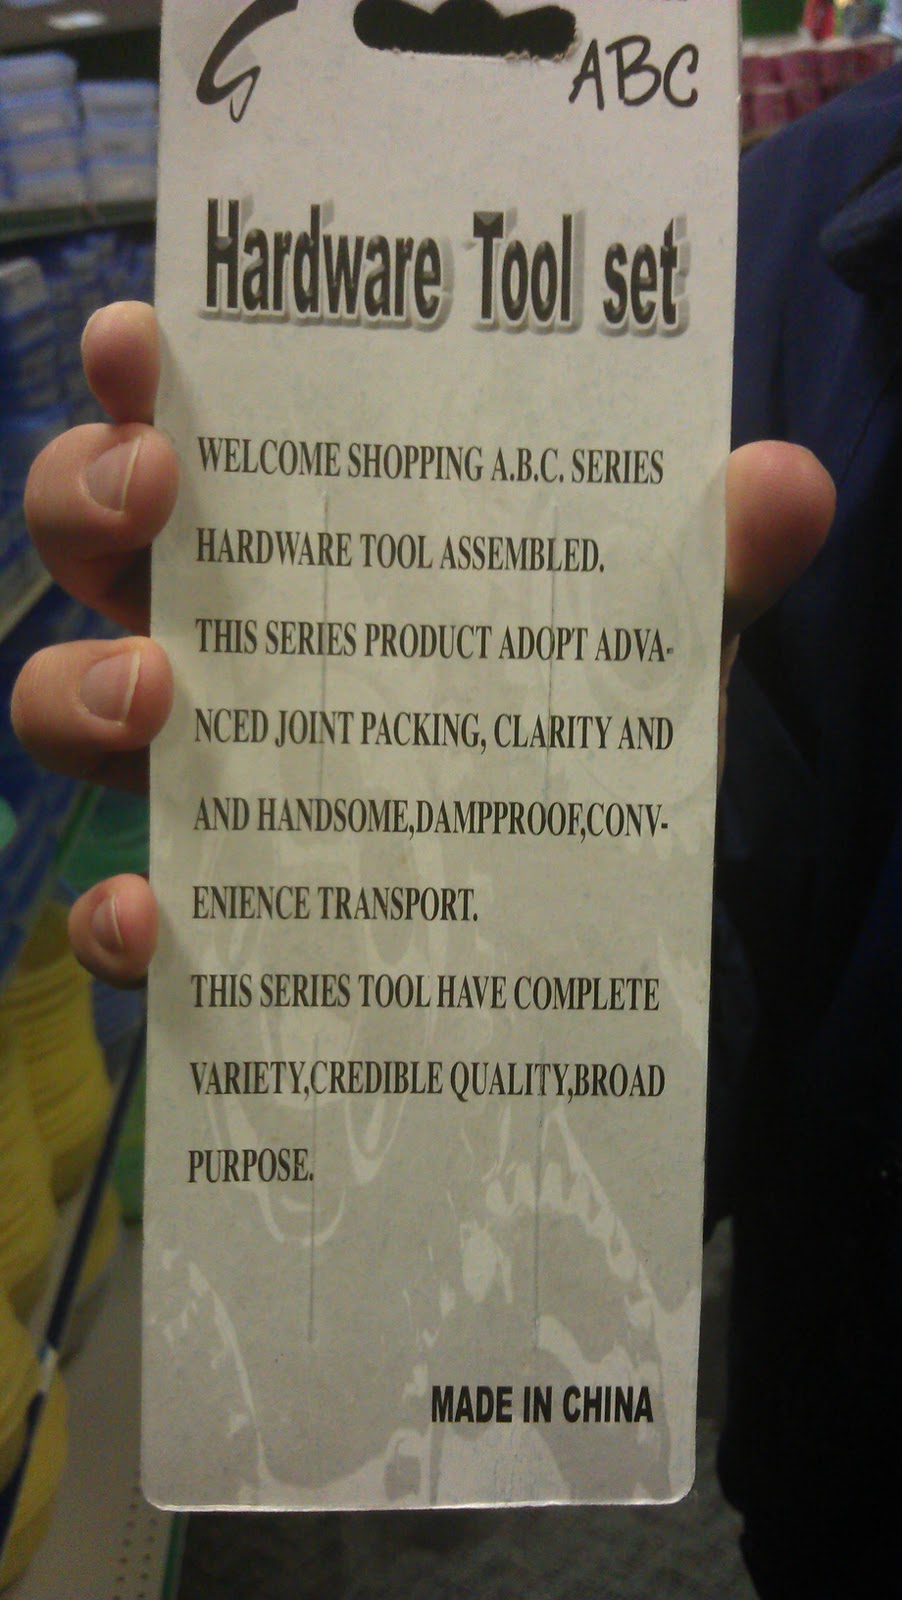 ABC
Hardware Tool set
WELCOME SHOPPING A.B.C. SERIES
HARDWARE TOOL ASSEMBLED.
THIS SERIES PRODUCT ADOPT ADVA-
NCED JOINT PACKING, CLARITY AND
AND HANDSOME,DAMPPROOF,CONV-
ENIENCE TRANSPORT.
THIS SERIES TOOL HAVE COMPLETE
VARIETY,CREDIBLE QUALITY,BROAD
PURPOSE.
MADE IN CHINA